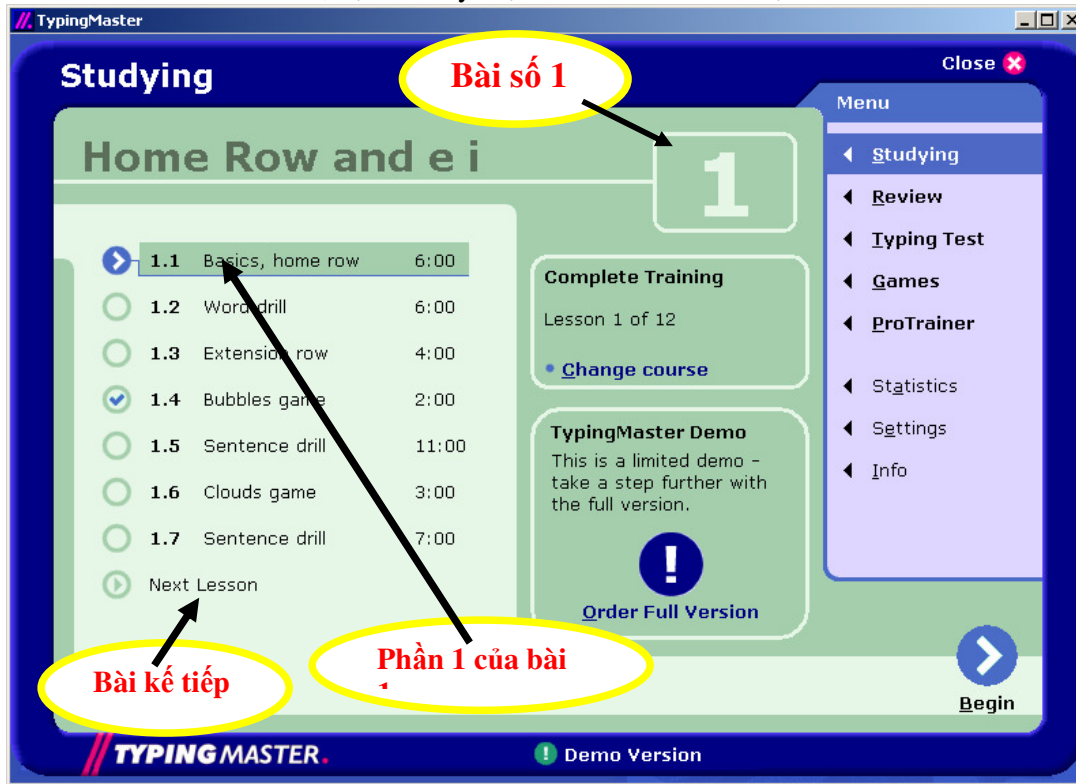 TypingMaster
Studying
Bài số 1
Close
Menu
Home Row and e i
1
Studying
Review
Typing Test
Games
ProTrainer
Statistics
Settings
Info
1.1 Basics, home row 6:00
1.2 Word drill 6:00
1.3 Extension row 4:00
1.4 Bubbles game 2:00
1.5 Sentence drill 11:00
1.6 Clouds game 3:00
1.7 Sentence drill 7:00
Next Lesson
Complete Training
Lesson 1 of 12
Change course
TypingMaster Demo
This is a limited demo -
take a step further with
the full version.
!
Order Full Version
Bài kế tiếp
Phần 1 của bài
Begin
TYPINGMASTER.
! Demo Version